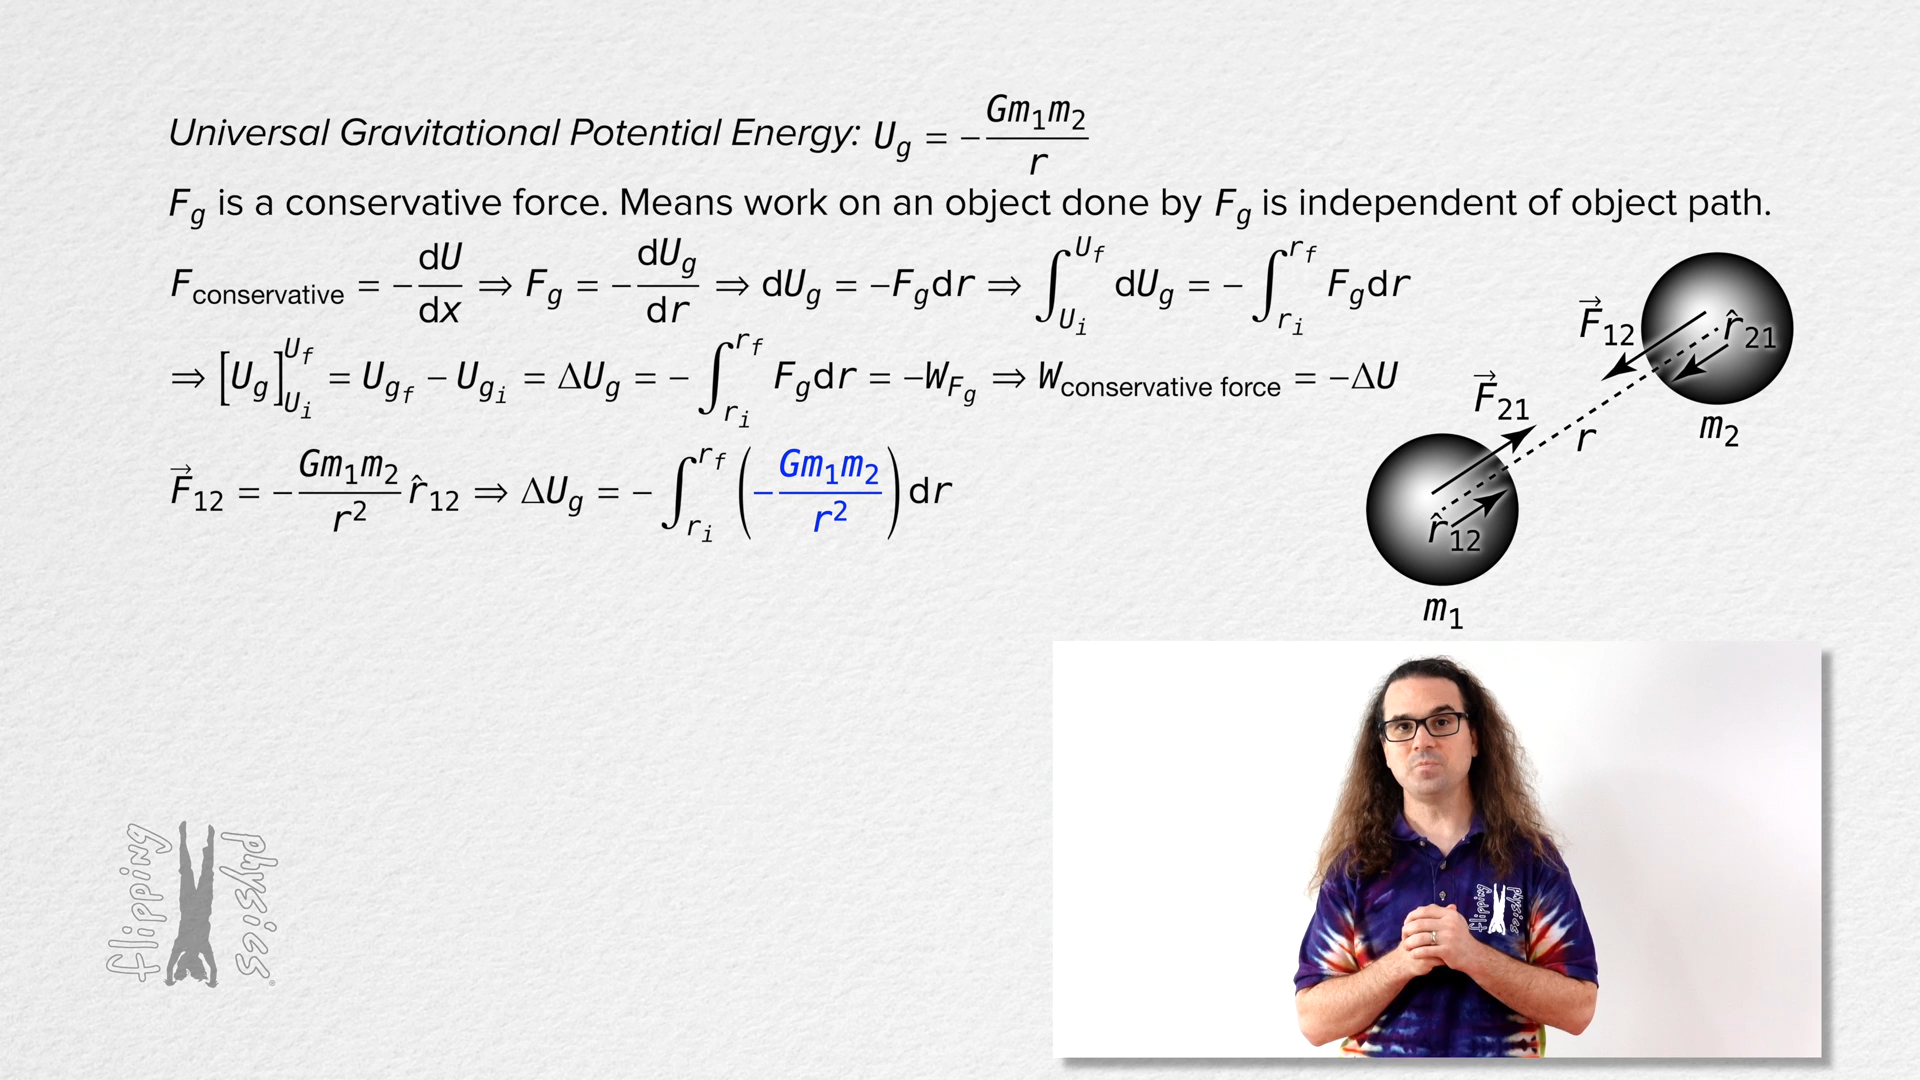 Universal Gravitational Potential Energy: U_g = −Gm₁m₂/r
F_g is a conservative force. Means work on an object done by F_g is independent of object path.
F_conservative = −dU/dx ⇒ F_g = −dU_g/dr ⇒ dU_g = −F_g dr ⇒ ∫_{U_i}^{U_f} dU_g = −∫_{r_i}^{r_f} F_g dr
⇒ [U_g]_{U_i}^{U_f} = U_{g_f} − U_{g_i} = ΔU_g = −∫_{r_i}^{r_f} F_g dr = −W_{F_g} ⇒ W_conservative force = −ΔU
F⃗₁₂ = −Gm₁m₂/r² r̂₁₂ ⇒ ΔU_g = −∫_{r_i}^{r_f} (−Gm₁m₂/r²) dr
F⃗₁₂
r̂₂₁
m₂
F⃗₂₁
r
r̂₁₂
m₁
flipping physics
flipping physics